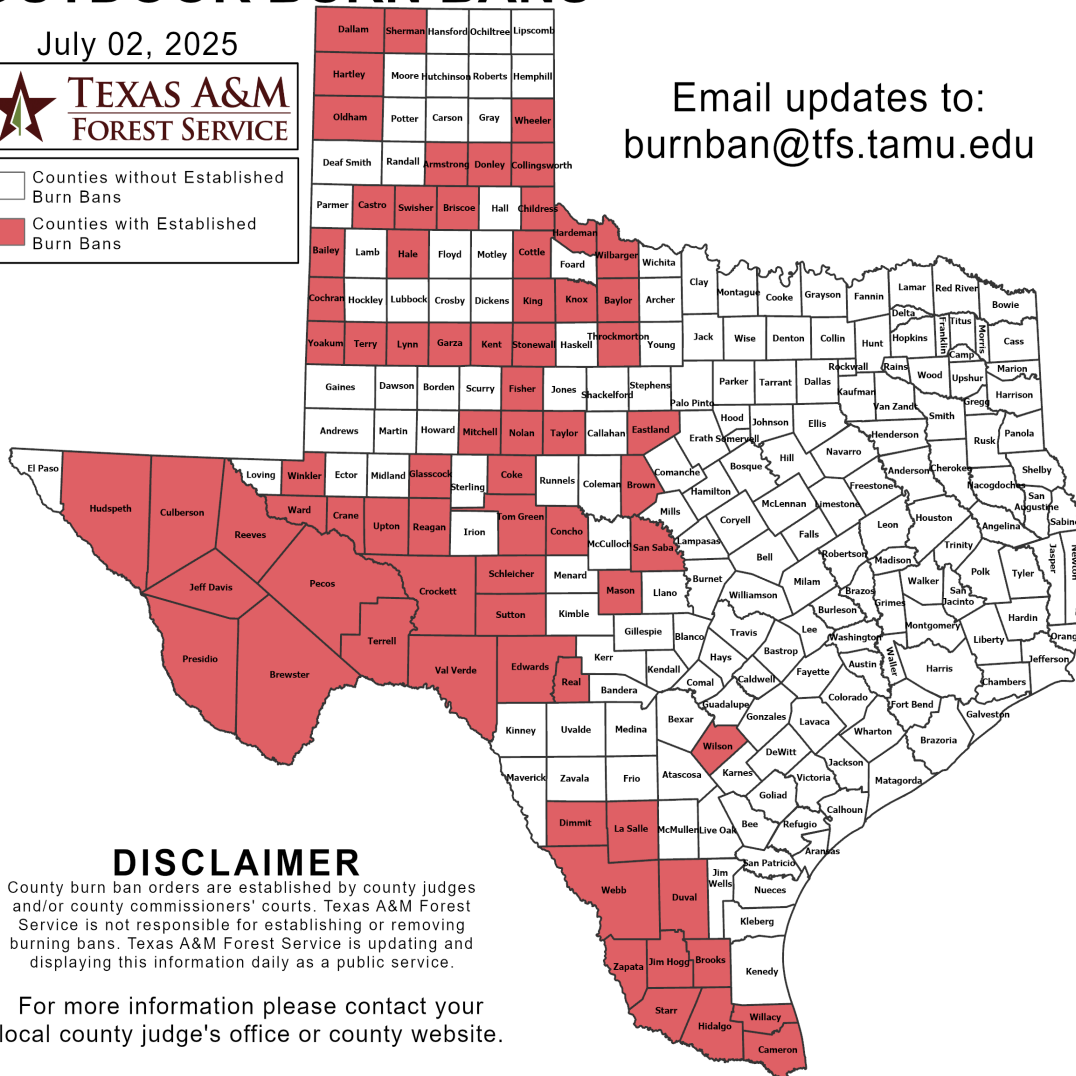 OUTDOOR BURN BANS
July 02, 2025
TEXAS A&M
FOREST SERVICE
Counties without Established
Burn Bans
Counties with Established
Burn Bans
Email updates to:
burnban@tfs.tamu.edu
Dallam Sherman Hansford Ochiltree Lipscomb
Hartley Moore Hutchinson Roberts Hemphill
Oldham Potter Carson Gray Wheeler
Deaf Smith Randall Armstrong Donley Collingsworth
Parmer Castro Swisher Briscoe Hall Childress
Hardeman
Bailey Lamb Hale Floyd Motley Cottle Foard Wilbarger Wichita
Clay Montague Cooke Grayson Fannin Lamar Red River Bowie
Cochran Hockley Lubbock Crosby Dickens King Knox Baylor Archer
Delta Franklin Titus Morris Cass
Yoakum Terry Lynn Garza Kent Stonewall Haskell Throckmorton Young Jack Wise Denton Collin Hunt Hopkins
Camp Rockwall Rains Wood Upshur Marion
Gaines Dawson Borden Scurry Fisher Jones Shackelford Stephens Palo Pinto Parker Tarrant Dallas Kaufman Van Zandt Gregg Harrison
Andrews Martin Howard Mitchell Nolan Taylor Callahan Eastland Erath Somervell Hood Johnson Ellis Henderson Smith Rusk Panola
El Paso Loving Winkler Ector Midland Glasscock Sterling Coke Runnels Coleman Brown Comanche Bosque Hill Navarro Anderson Cherokee Shelby
Hudspeth Culberson Reeves Ward Crane Upton Reagan Irion Tom Green Concho McCulloch San Saba Mills Hamilton McLennan Limestone Freestone Nacogdoches San Augustine Sabine
Lampasas Coryell Falls Leon Houston Angelina
Jeff Davis Pecos Crockett Schleicher Menard Mason Llano Burnet Bell Robertson Madison Trinity Polk Tyler Jasper Newton
Terrell Sutton Kimble Williamson Milam Brazos Grimes Walker San Jacinto
Burleson Montgomery Liberty Hardin Orange
Presidio Brewster Val Verde Edwards Real Kerr Gillespie Blanco Travis Lee Washington Waller Harris Jefferson
Bandera Kendall Comal Hays Caldwell Bastrop Fayette Austin Chambers
Kinney Uvalde Medina Bexar Guadalupe Gonzales Lavaca Colorado Fort Bend Galveston
Wilson Wharton Brazoria
Maverick Zavala Frio Atascosa Karnes DeWitt Jackson Victoria Matagorda
Goliad Calhoun
Dimmit La Salle McMullen Live Oak Bee Refugio
Aransas
San Patricio
Webb Duval Jim Wells Nueces
Kleberg
Zapata Jim Hogg Brooks Kenedy
Starr Hidalgo Willacy
Cameron
DISCLAIMER
County burn ban orders are established by county judges
and/or county commissioners' courts. Texas A&M Forest
Service is not responsible for establishing or removing
burning bans. Texas A&M Forest Service is updating and
displaying this information daily as a public service.
For more information please contact your
local county judge's office or county website.